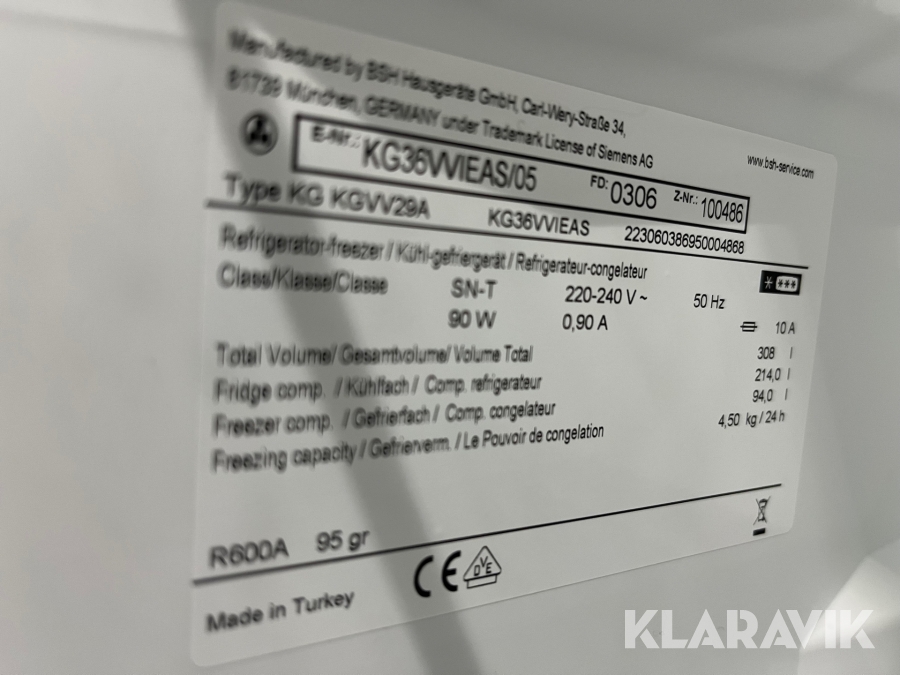 Manufactured by BSH Hausgeräte GmbH, Carl-Wery-Straße 34,
81739 München, GERMANY under Trademark License of Siemens AG
www.bsh-service.com
E-Nr.: KG36VVIEAS/05 FD: 0306 Z-Nr.: 100486
Type KG KGVV29A KG36VVIEAS 223060386950004868
Refrigerator-freezer / Kühl-gefriergerät / Refrigerateur-congelateur
Class/Klasse/Classe SN-T 220-240 V ~ 50 Hz
90 W 0,90 A 10 A
Total Volume/ Gesamtvolume/ Volume Total 308 l
Fridge comp. / Kühlfach/ Comp. refrigerateur 214,0 l
Freezer comp. / Gefrierfach/ Comp. congelateur 94,0 l
Freezing capacity / Gefrierverm. / Le Pouvoir de congelation 4,50 kg / 24 h
R600A 95 gr
Made in Turkey CE DVE
KLARAVIK